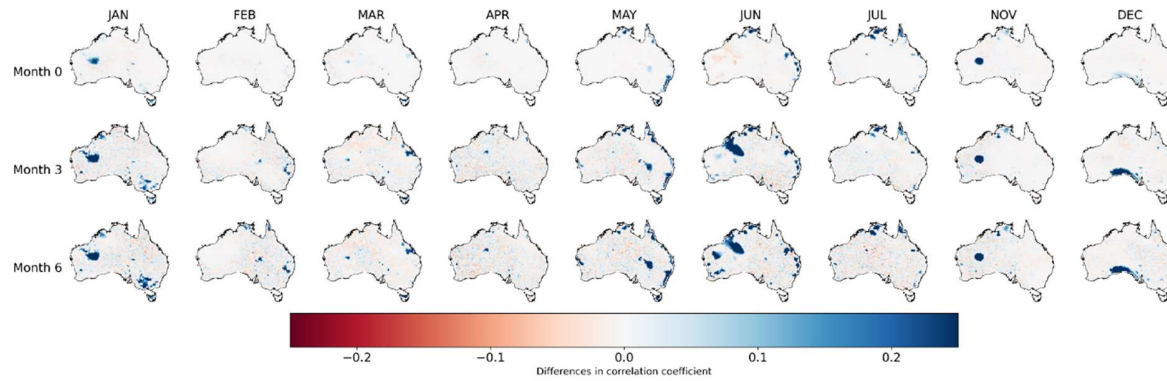 JAN FEB MAR APR MAY JUN JUL NOV DEC
Month 0
Month 3
Month 6
−0.2 −0.1 0.0 0.1 0.2
Differences in correlation coefficient